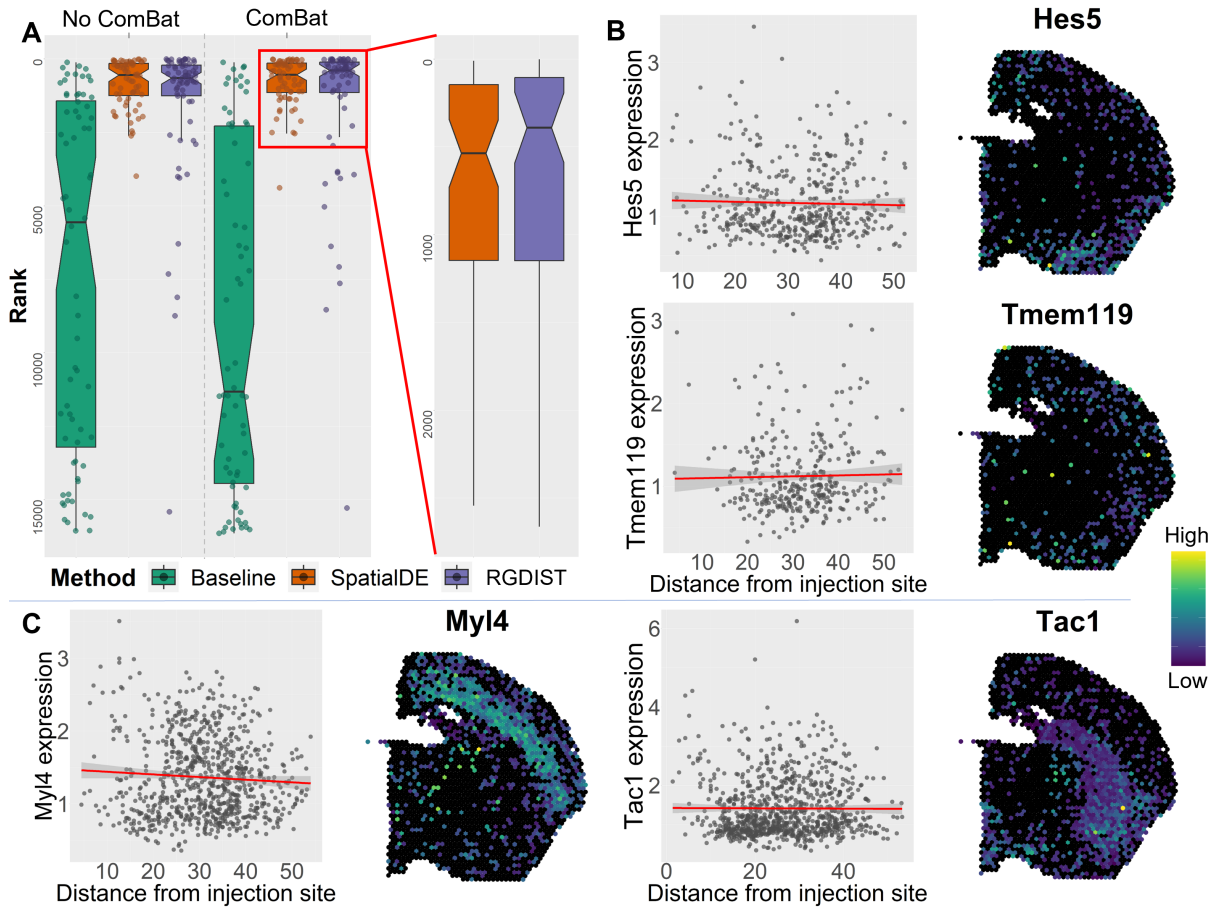 No ComBat
ComBat
A
0
5000
10000
15000
Rank
0
1000
2000
Method
Baseline
SpatialDE
RGDIST
B
Hes5
Hes5 expression
3
2
1
10 20 30 40 50
Tmem119
Tmem119 expression
3
2
1
10 20 30 40 50
Distance from injection site
High
Low
C
Myl4
Myl4 expression
3
2
1
10 20 30 40 50
Distance from injection site
Tac1
Tac1 expression
6
4
2
0 20 40
Distance from injection site